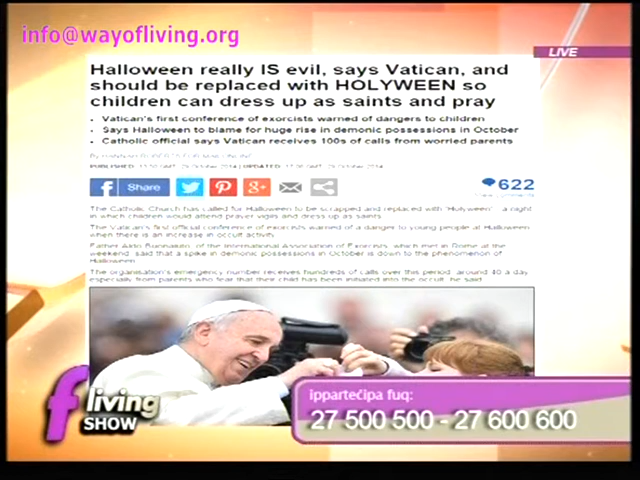 info@wayofliving.org
LIVE
Halloween really IS evil, says Vatican, and
should be replaced with HOLYWEEN so
children can dress up as saints and pray
• Vatican's first conference of exorcists warned of dangers to children
• Says Halloween to blame for huge rise in demonic possessions in October
• Catholic official says Vatican receives 100s of calls from worried parents
Share
622
The Catholic Church has called for Halloween to be scrapped and replaced with 'Holyween', a night
in which children would attend prayer vigils and dress up as saints.
The Vatican's first official conference of exorcists warned of a danger to young people at Halloween
when there is an increase in occult activity.
Father Aldo of the International Association of Exorcists, which met in Rome at the
weekend, said that a spike in demonic possessions in October is down to the phenomenon of
Halloween.
The organisation's emergency number receives hundreds of calls over this period, around 40 a day
especially from parents who fear that their child has been initiated into the occult, he said.
f living
SHOW
ippartecipa fuq:
27 500 500 - 27 600 600